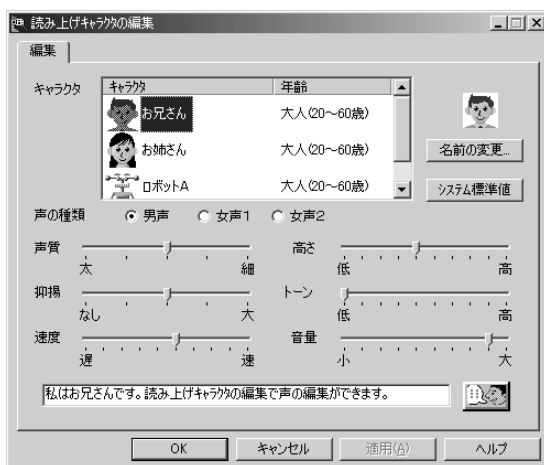 読み上げｷｬﾗｸﾀの編集
編集
キャラクタ
ｷｬﾗｸﾀ 年齢
お兄さん 大人(20～60歳)
お姉さん 大人(20～60歳)
ロボットA 大人(20～60歳)
名前の変更...
ｼｽﾃﾑ標準値
声の種類 男声 女声1 女声2
声質 太 細
高さ 低 高
抑揚 なし 大
トーン 低 高
速度 遅 速
音量 小 大
私はお兄さんです。読み上げｷｬﾗｸﾀの編集で声の編集ができます。
OK キャンセル 適用(A) ヘルプ